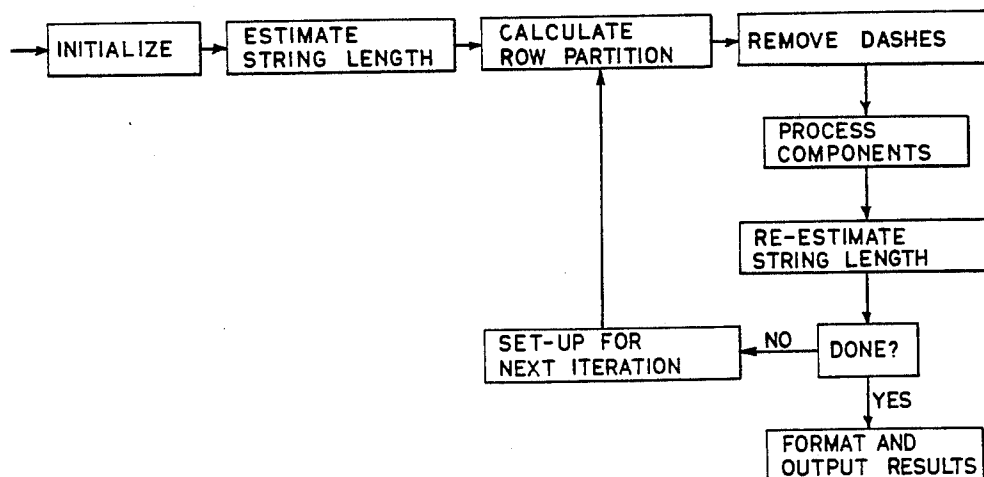 INITIALIZE
ESTIMATE
STRING LENGTH
CALCULATE
ROW PARTITION
REMOVE DASHES
PROCESS
COMPONENTS
RE-ESTIMATE
STRING LENGTH
DONE?
NO
SET-UP FOR
NEXT ITERATION
YES
FORMAT AND
OUTPUT RESULTS